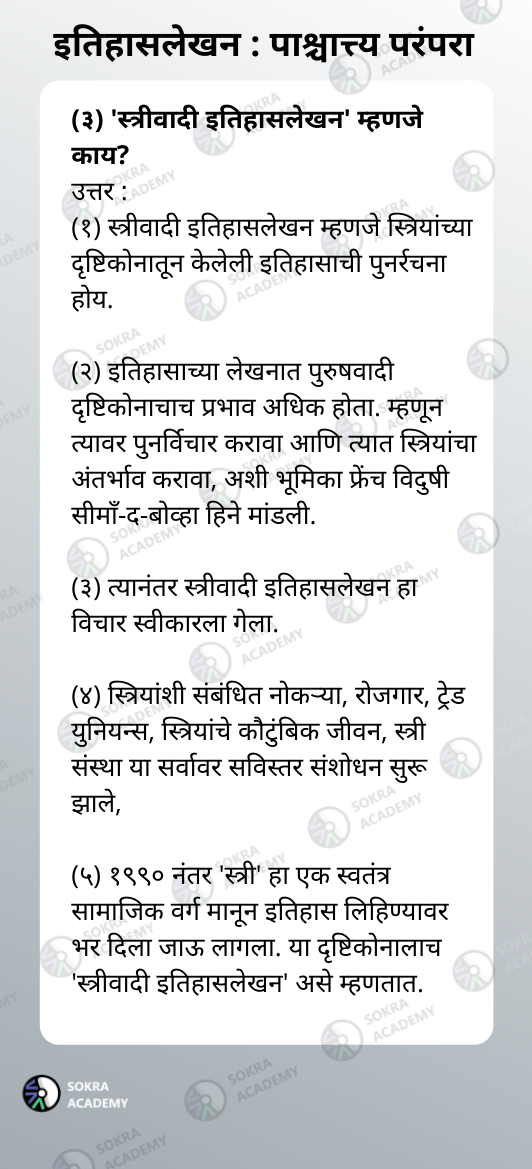 इतिहासलेखन : पाश्चात्त्य परंपरा
(३) 'स्त्रीवादी इतिहासलेखन' म्हणजे
काय?
उत्तर :
(१) स्त्रीवादी इतिहासलेखन म्हणजे स्त्रियांच्या
दृष्टिकोनातून केलेली इतिहासाची पुनर्रचना
होय.
(२) इतिहासाच्या लेखनात पुरुषवादी
दृष्टिकोनाचाच प्रभाव अधिक होता. म्हणून
त्यावर पुनर्विचार करावा आणि त्यात स्त्रियांचा
अंतर्भाव करावा, अशी भूमिका फ्रेंच विदुषी
सीमाँ-द-बोव्हा हिने मांडली.
(३) त्यानंतर स्त्रीवादी इतिहासलेखन हा
विचार स्वीकारला गेला.
(४) स्त्रियांशी संबंधित नोकऱ्या, रोजगार, ट्रेड
युनियन्स, स्त्रियांचे कौटुंबिक जीवन, स्त्री
संस्था या सर्वावर सविस्तर संशोधन सुरू
झाले,
(५) १९९० नंतर 'स्त्री' हा एक स्वतंत्र
सामाजिक वर्ग मानून इतिहास लिहिण्यावर
भर दिला जाऊ लागला. या दृष्टिकोनालाच
'स्त्रीवादी इतिहासलेखन' असे म्हणतात.
SOKRA
ACADEMY